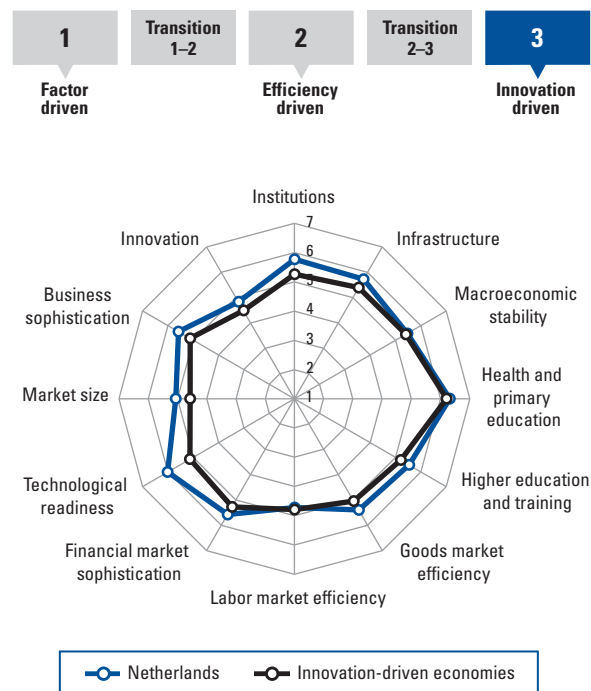 1
Transition
1–2
2
Transition
2–3
3
Factor
driven
Efficiency
driven
Innovation
driven
Institutions
7
Innovation
Infrastructure
6
5
Business
sophistication
Macroeconomic
stability
4
3
2
Market size
1
Health and
primary
education
Technological
readiness
Higher education
and training
Financial market
sophistication
Goods market
efficiency
Labor market efficiency
Netherlands
Innovation-driven economies